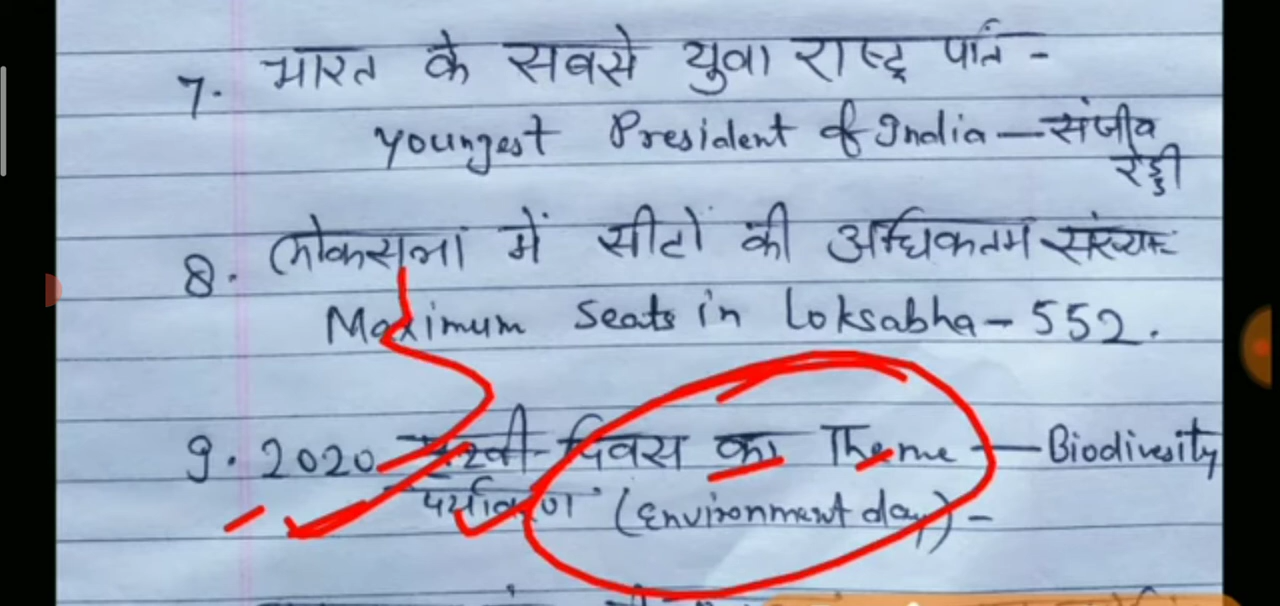 7. भारत के सबसे युवा राष्ट्र पति -
youngest President of India — संजीव
रेड्डी
8. लोकसभा में सीटों की अधिकतम संख्या -
Maximum seats in Loksabha - 552.
9. 2020 पृथ्वी दिवस का Theme — Biodiversity
पर्यावरण (Environment day) -